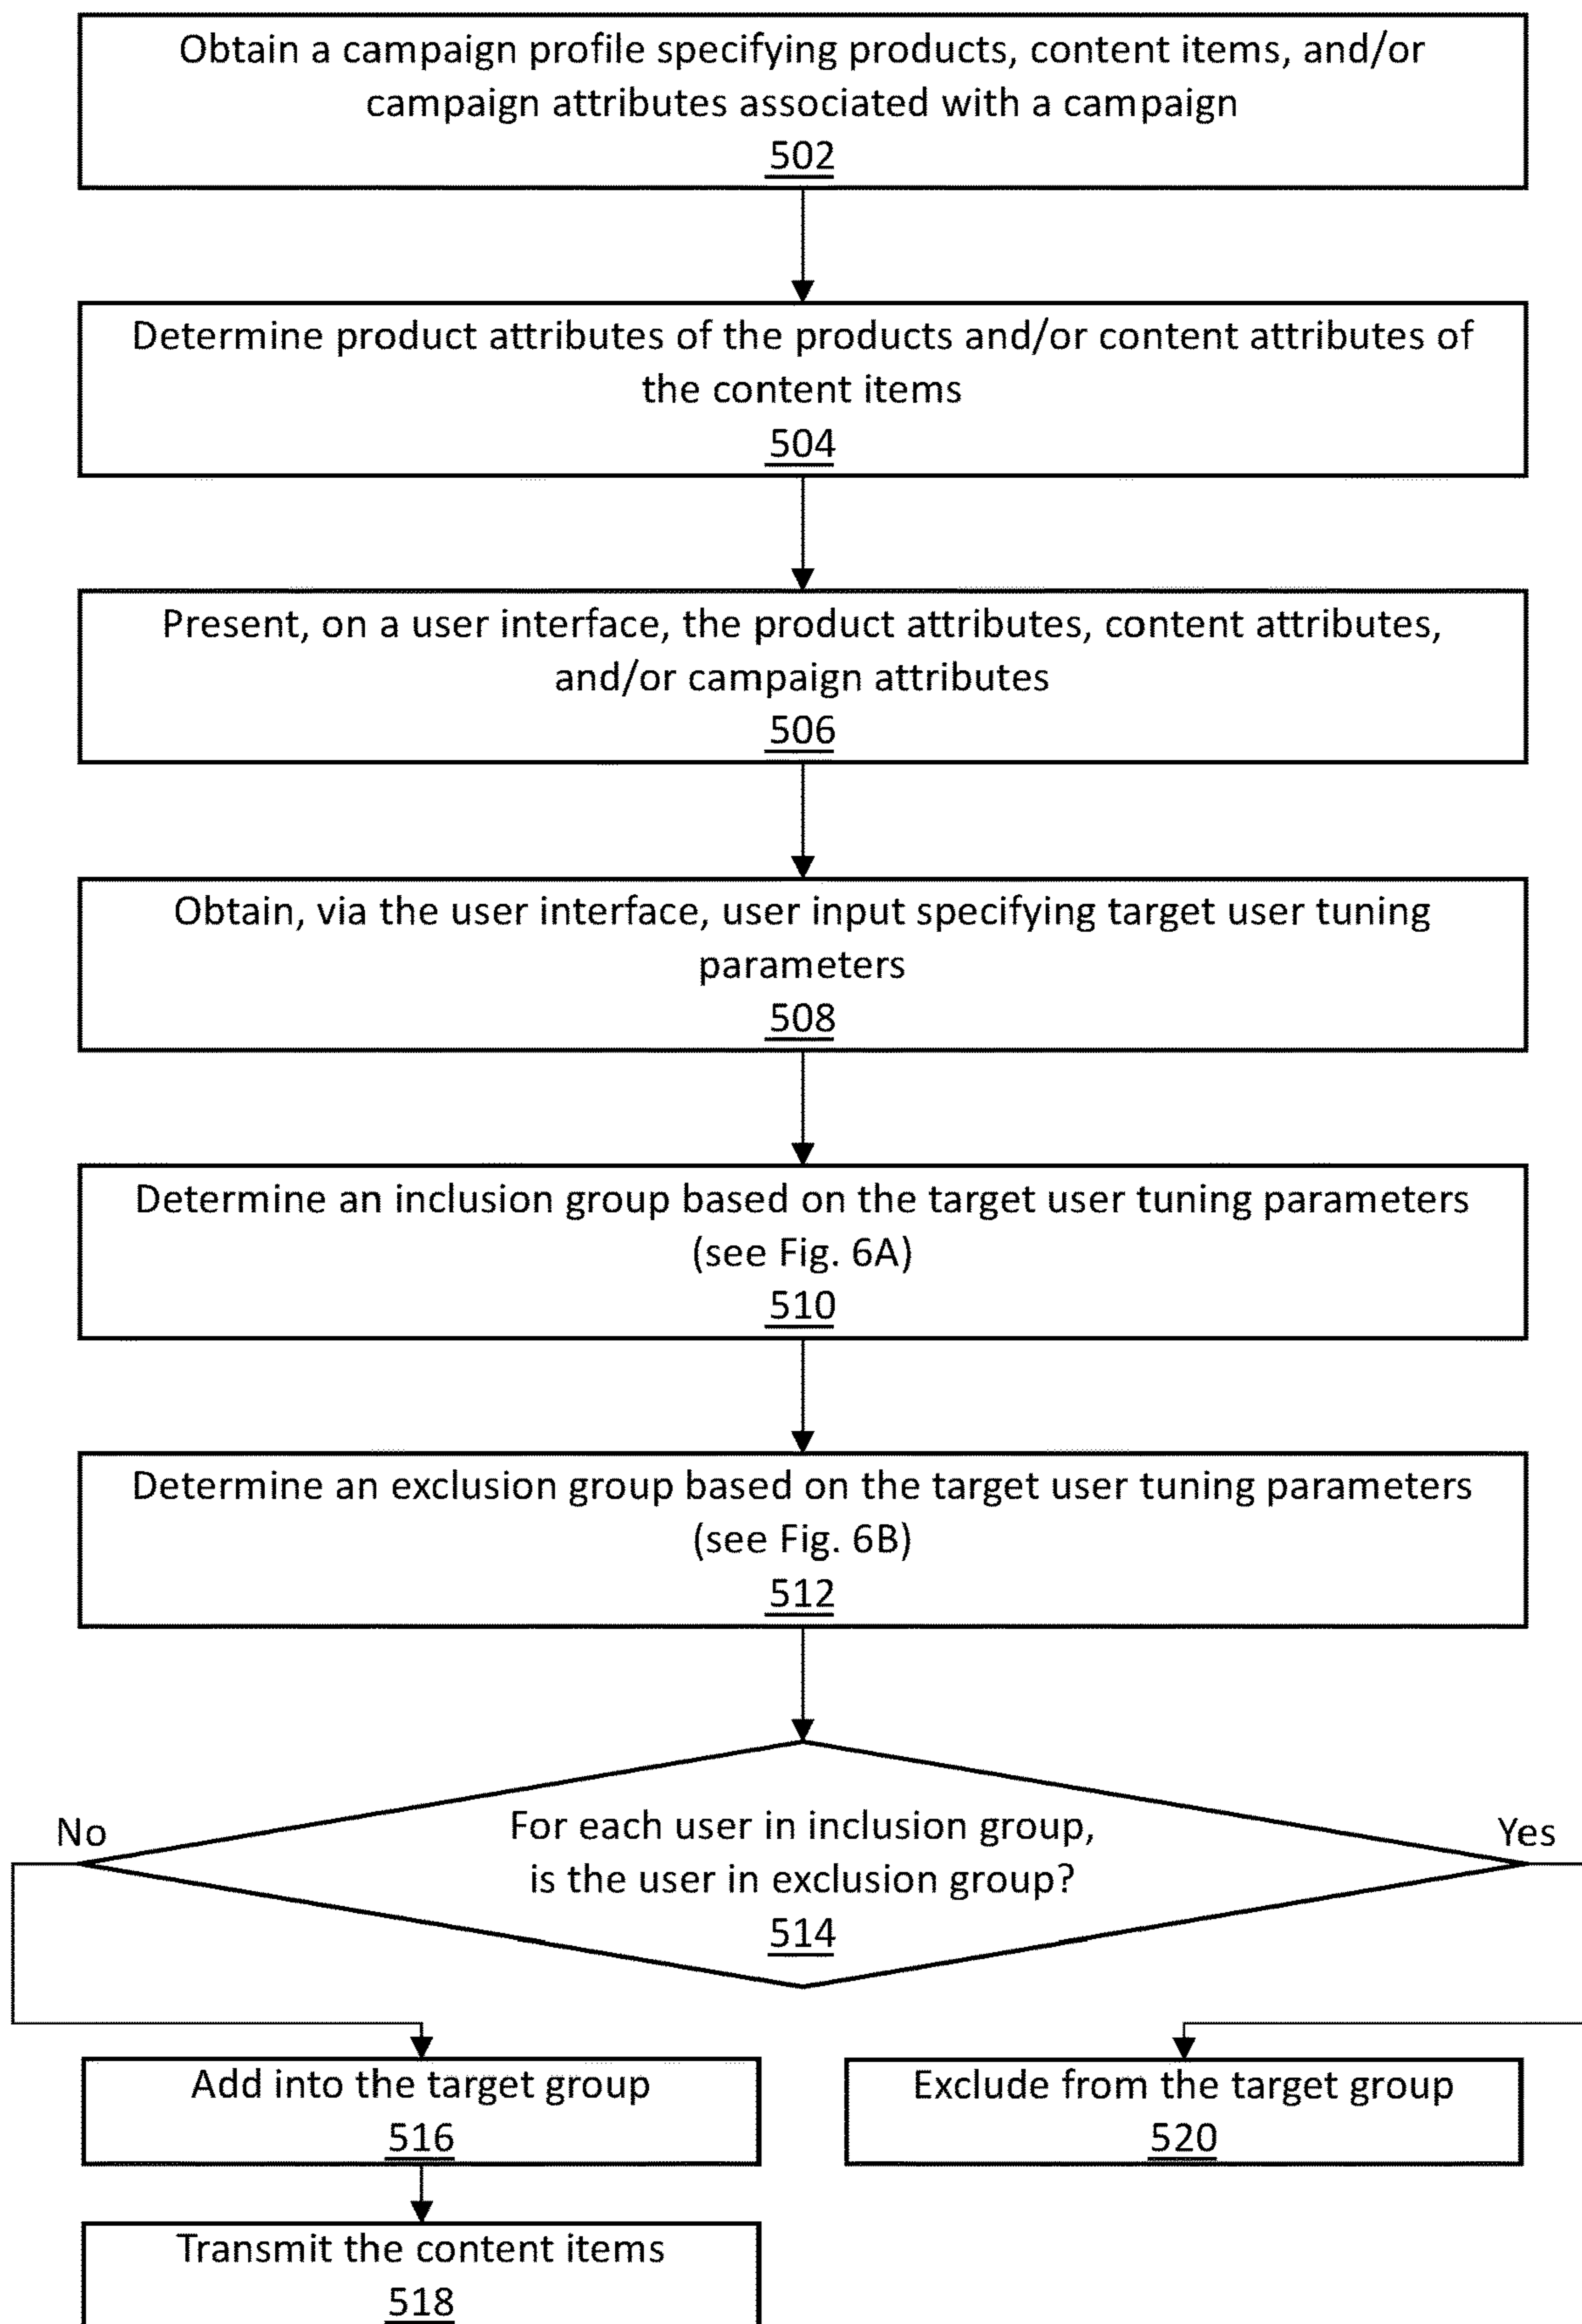 Obtain a campaign profile specifying products, content items, and/or
campaign attributes associated with a campaign
502
Determine product attributes of the products and/or content attributes of
the content items
504
Present, on a user interface, the product attributes, content attributes,
and/or campaign attributes
506
Obtain, via the user interface, user input specifying target user tuning
parameters
508
Determine an inclusion group based on the target user tuning parameters
(see Fig. 6A)
510
Determine an exclusion group based on the target user tuning parameters
(see Fig. 6B)
512
No
Yes
For each user in inclusion group,
is the user in exclusion group?
514
Add into the target group
516
Exclude from the target group
520
Transmit the content items
518